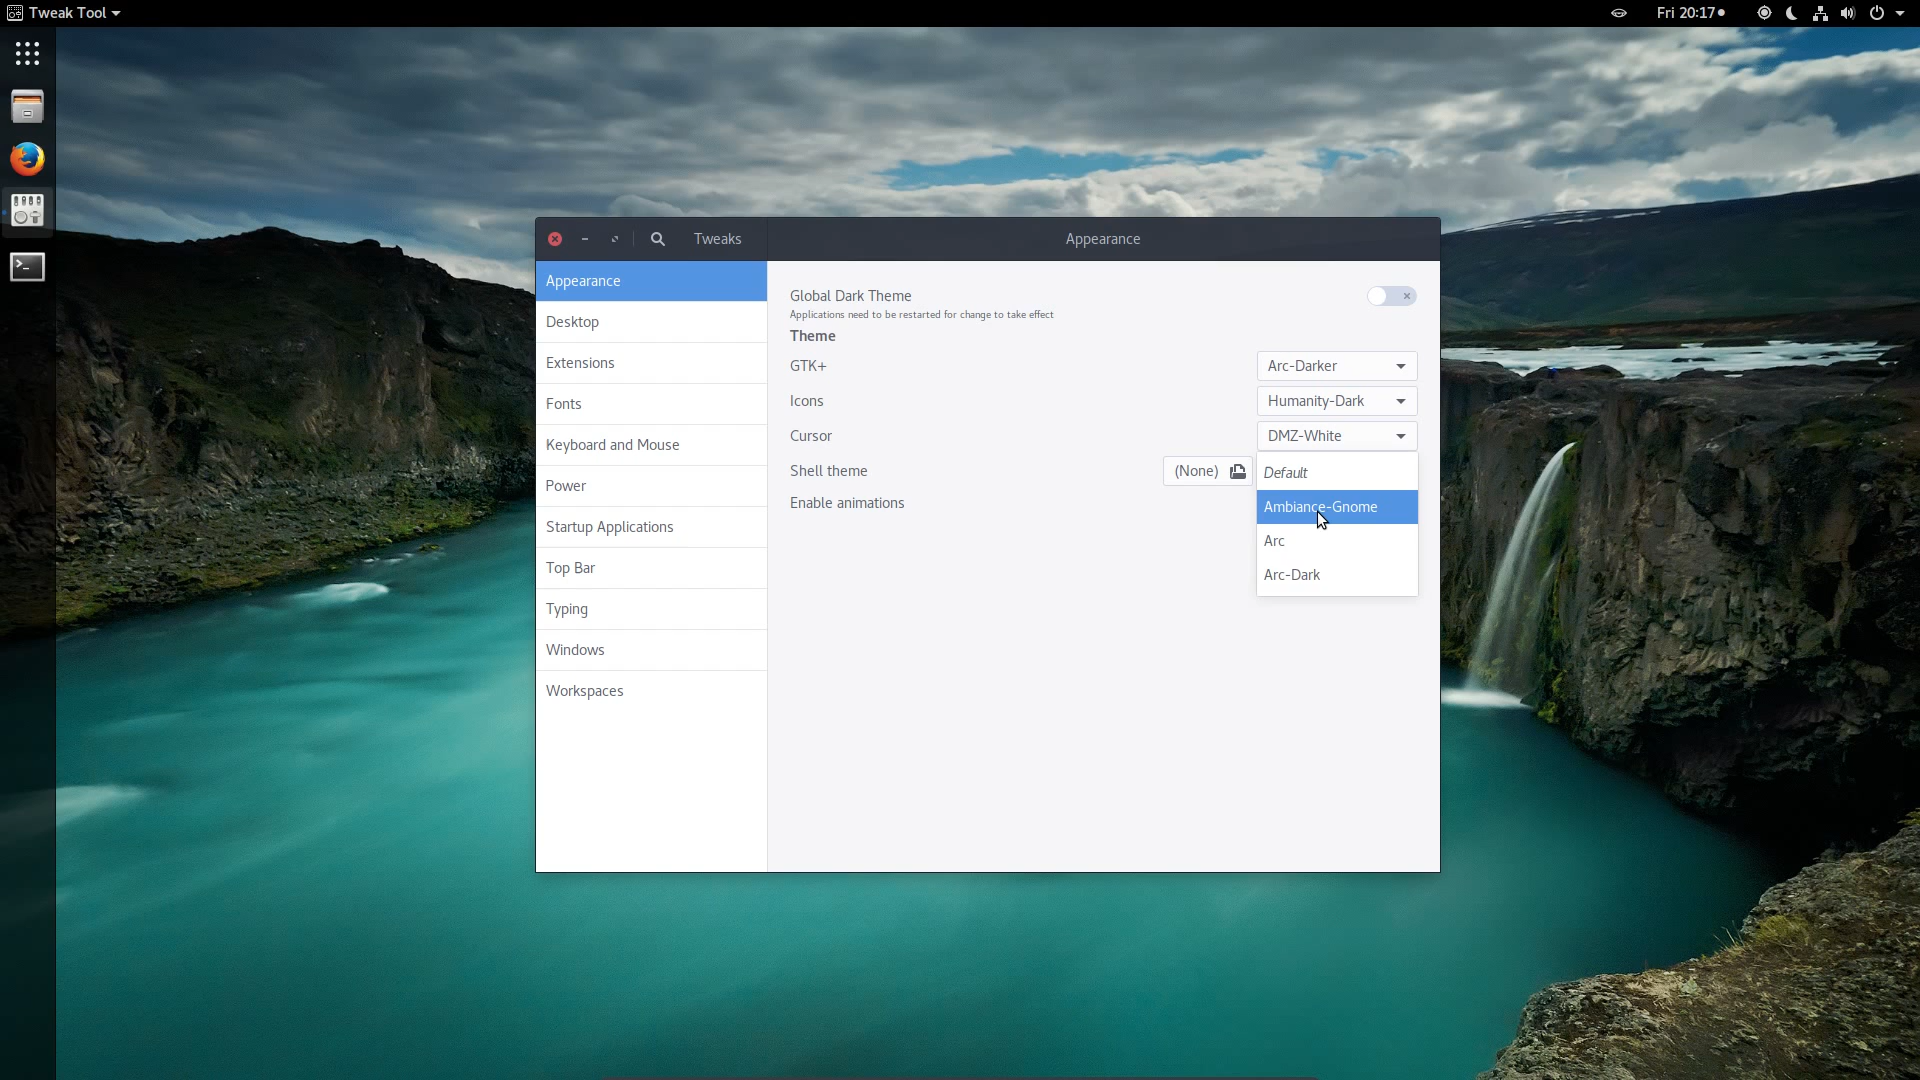 Tweak Tool
Fri 20:17
Tweaks
Appearance
Appearance
Desktop
Extensions
Fonts
Keyboard and Mouse
Power
Startup Applications
Top Bar
Typing
Windows
Workspaces
Global Dark Theme
Applications need to be restarted for change to take effect
Theme
GTK+ Arc-Darker
Icons Humanity-Dark
Cursor DMZ-White
Shell theme (None)
Enable animations
Default
Ambiance-Gnome
Arc
Arc-Dark